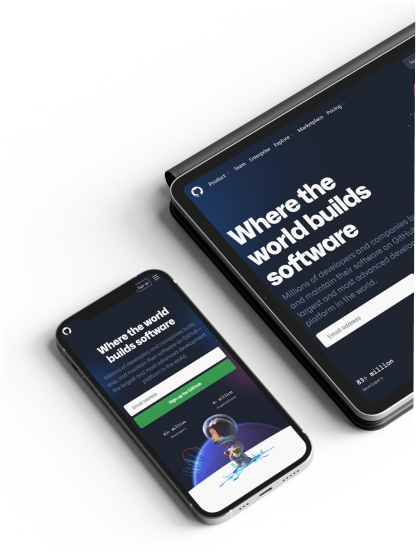 Product
Team
Enterprise
Explore
Marketplace
Pricing
Where the
world builds
software
Millions of developers and companies
and maintain their software on GitHub
largest and most advanced
platform in the world.
Email address
83+ million
developers
Sign up
Where the world
builds software
Millions of developers and companies build,
ship, and maintain their software on GitHub—
the largest and most advanced development
platform in the world.
Email address
Sign up for GitHub
83+ million
developers
4+ million